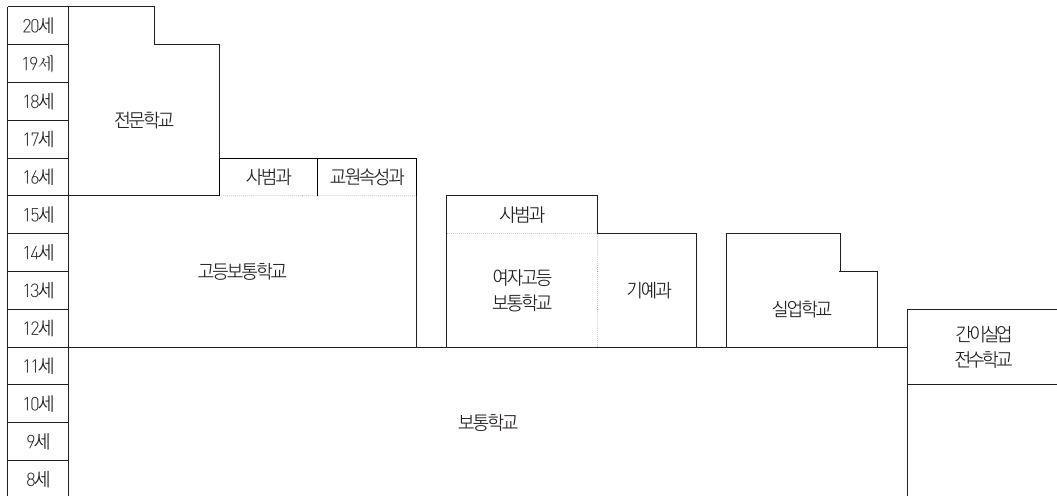 20세
19세
18세
전문학교
17세
16세
사범과
교원속성과
15세
사범과
14세
고등보통학교
여자고등
보통학교
기예과
13세
실업학교
12세
간이실업
전수학교
11세
10세
보통학교
9세
8세